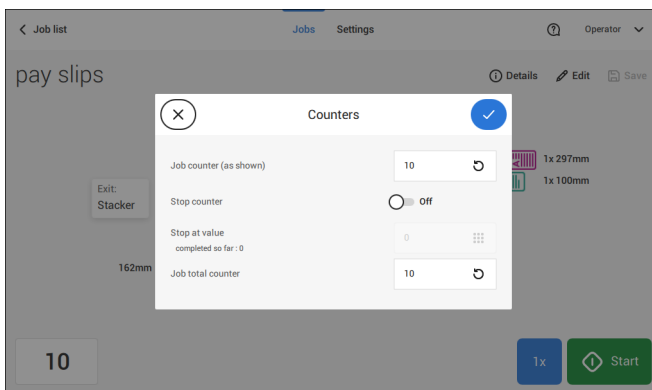 Job list
Jobs Settings
Operator
pay slips
Details Edit Save
Counters
Job counter (as shown) 10
1x 297mm
1x 100mm
Exit:
Stacker
Stop counter Off
Stop at value 0
completed so far : 0
162mm
Job total counter 10
10
1x
Start